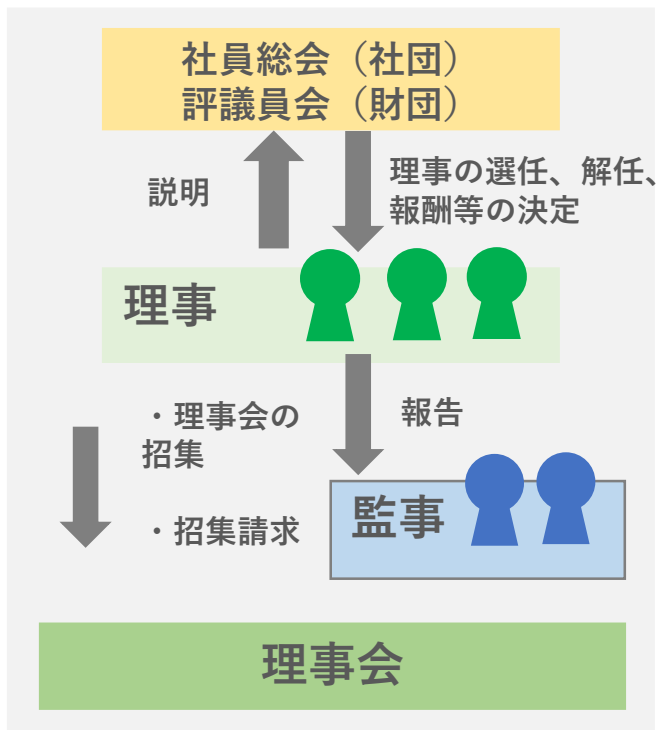 社員総会（社団）
評議員会（財団）
説明
理事の選任、解任、
報酬等の決定
理事
・理事会の
招集
・招集請求
報告
監事
理事会